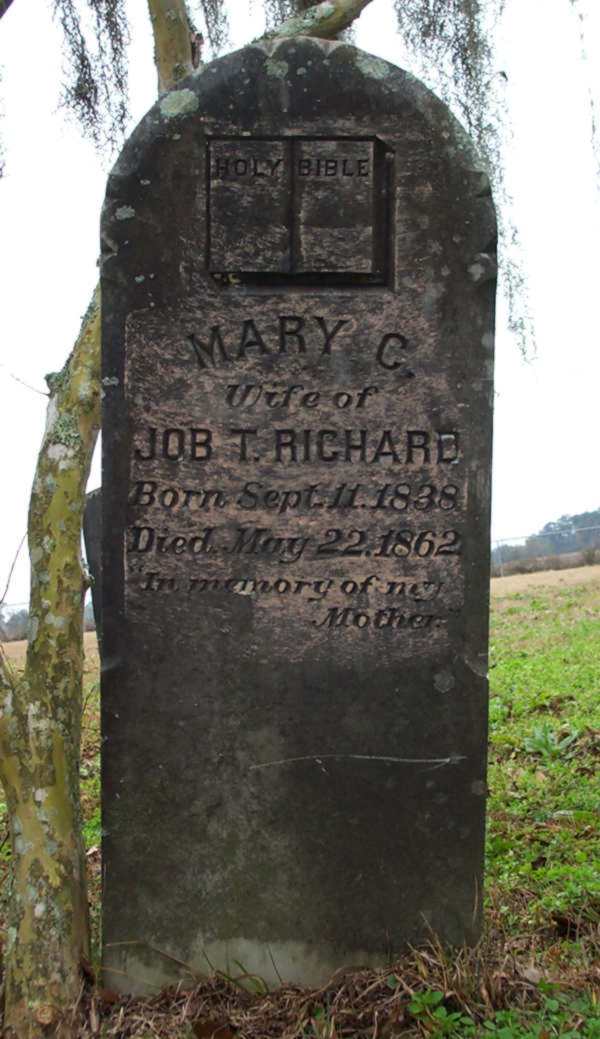 HOLY BIBLE
MARY C.
Wife of
JOB T. RICHARD
Born Sept. 11. 1838
Died May 22, 1862
"In memory of my
Mother."